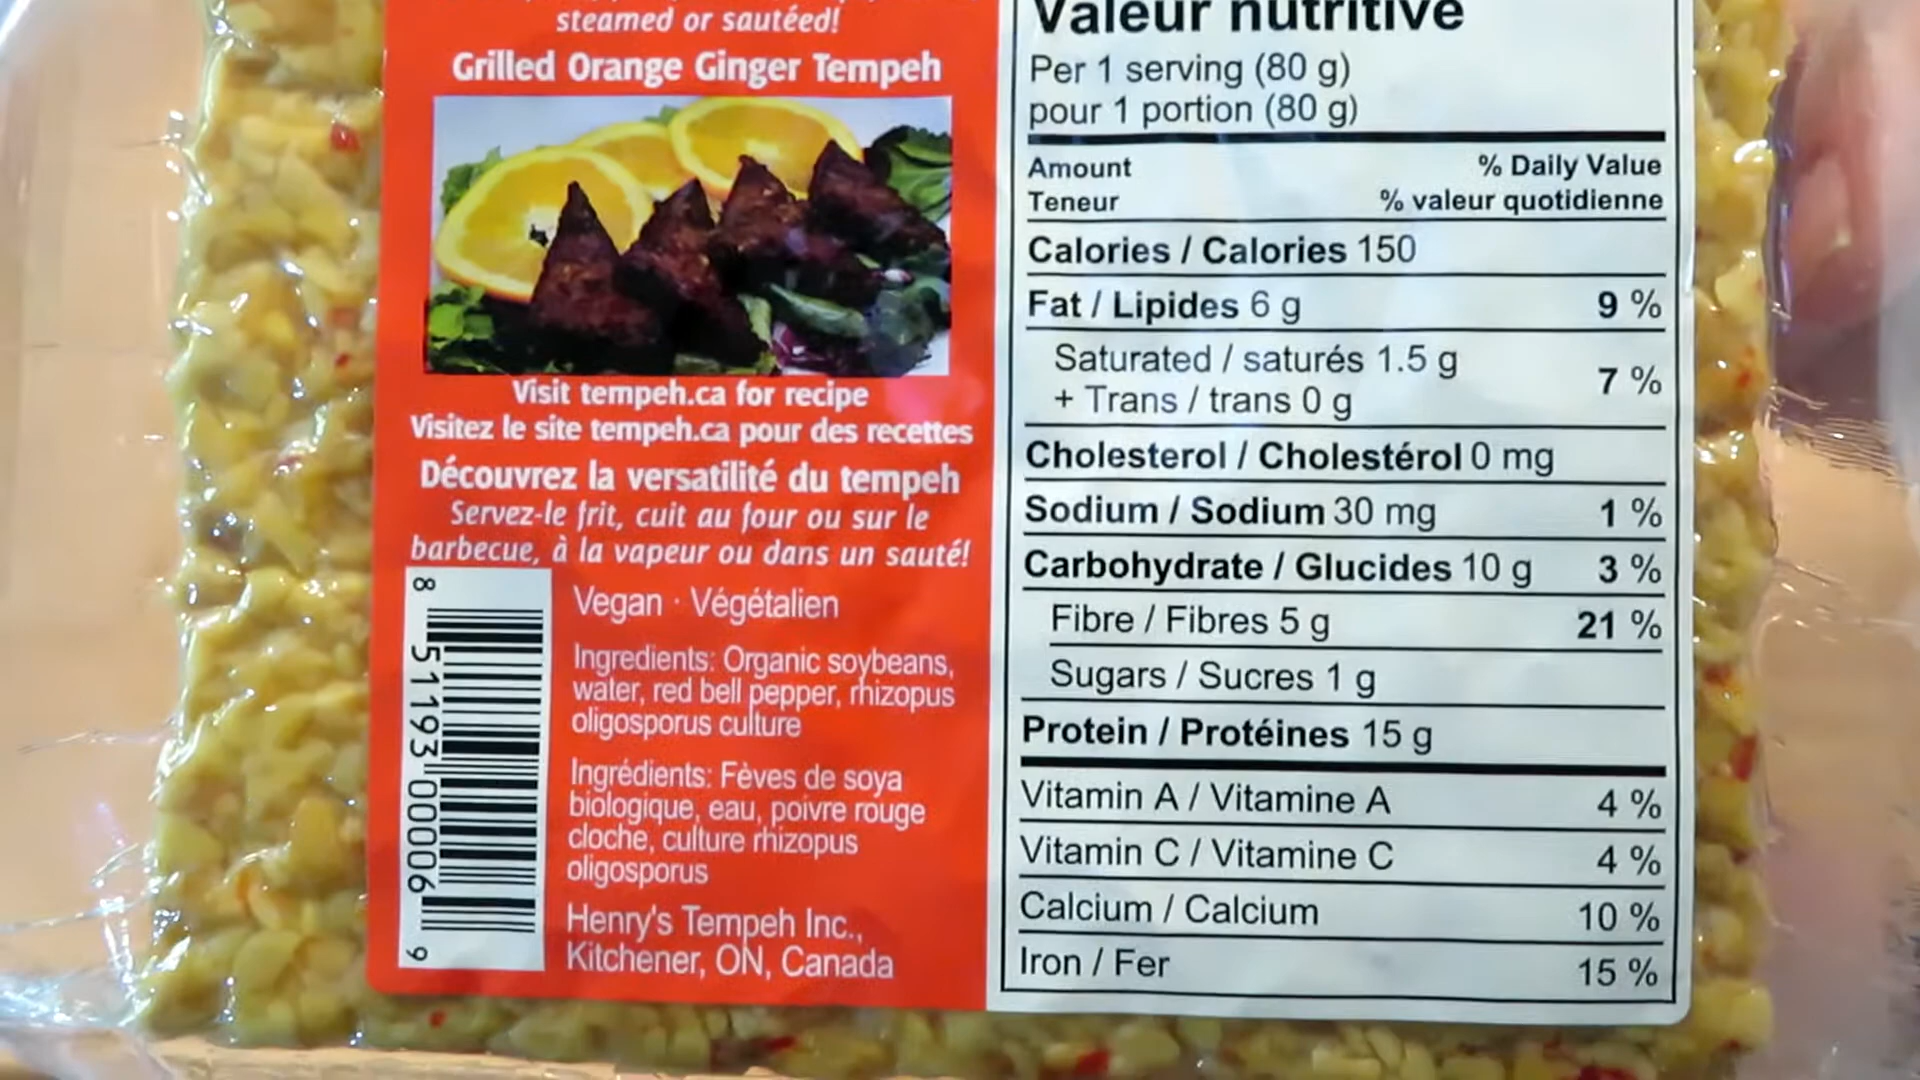 steamed or sautéed!
Grilled Orange Ginger Tempeh
Visit tempeh.ca for recipe
Visitez le site tempeh.ca pour des recettes
Découvrez la versatilité du tempeh
Servez-le frit, cuit au four ou sur le
barbecue, à la vapeur ou dans un sauté!
8 51193 00006 9
Vegan · Végétalien
Ingredients: Organic soybeans,
water, red bell pepper, rhizopus
oligosporus culture
Ingrédients: Fèves de soya
biologique, eau, poivre rouge
cloche, culture rhizopus
oligosporus
Henry's Tempeh Inc.,
Kitchener, ON, Canada
Valeur nutritive
Per 1 serving (80 g)
pour 1 portion (80 g)
Amount % Daily Value
Teneur % valeur quotidienne
Calories / Calories 150
Fat / Lipides 6 g 9 %
Saturated / saturés 1.5 g
+ Trans / trans 0 g 7 %
Cholesterol / Cholestérol 0 mg
Sodium / Sodium 30 mg 1 %
Carbohydrate / Glucides 10 g 3 %
Fibre / Fibres 5 g 21 %
Sugars / Sucres 1 g
Protein / Protéines 15 g
Vitamin A / Vitamine A 4 %
Vitamin C / Vitamine C 4 %
Calcium / Calcium 10 %
Iron / Fer 15 %